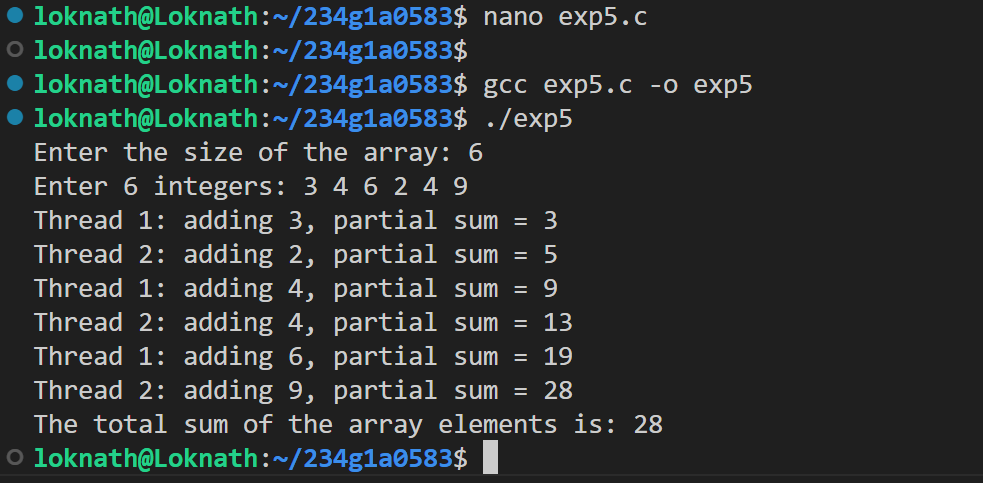 loknath@Loknath:~/234g1a0583$ nano exp5.c
loknath@Loknath:~/234g1a0583$
loknath@Loknath:~/234g1a0583$ gcc exp5.c -o exp5
loknath@Loknath:~/234g1a0583$ ./exp5
Enter the size of the array: 6
Enter 6 integers: 3 4 6 2 4 9
Thread 1: adding 3, partial sum = 3
Thread 2: adding 2, partial sum = 5
Thread 1: adding 4, partial sum = 9
Thread 2: adding 4, partial sum = 13
Thread 1: adding 6, partial sum = 19
Thread 2: adding 9, partial sum = 28
The total sum of the array elements is: 28
loknath@Loknath:~/234g1a0583$